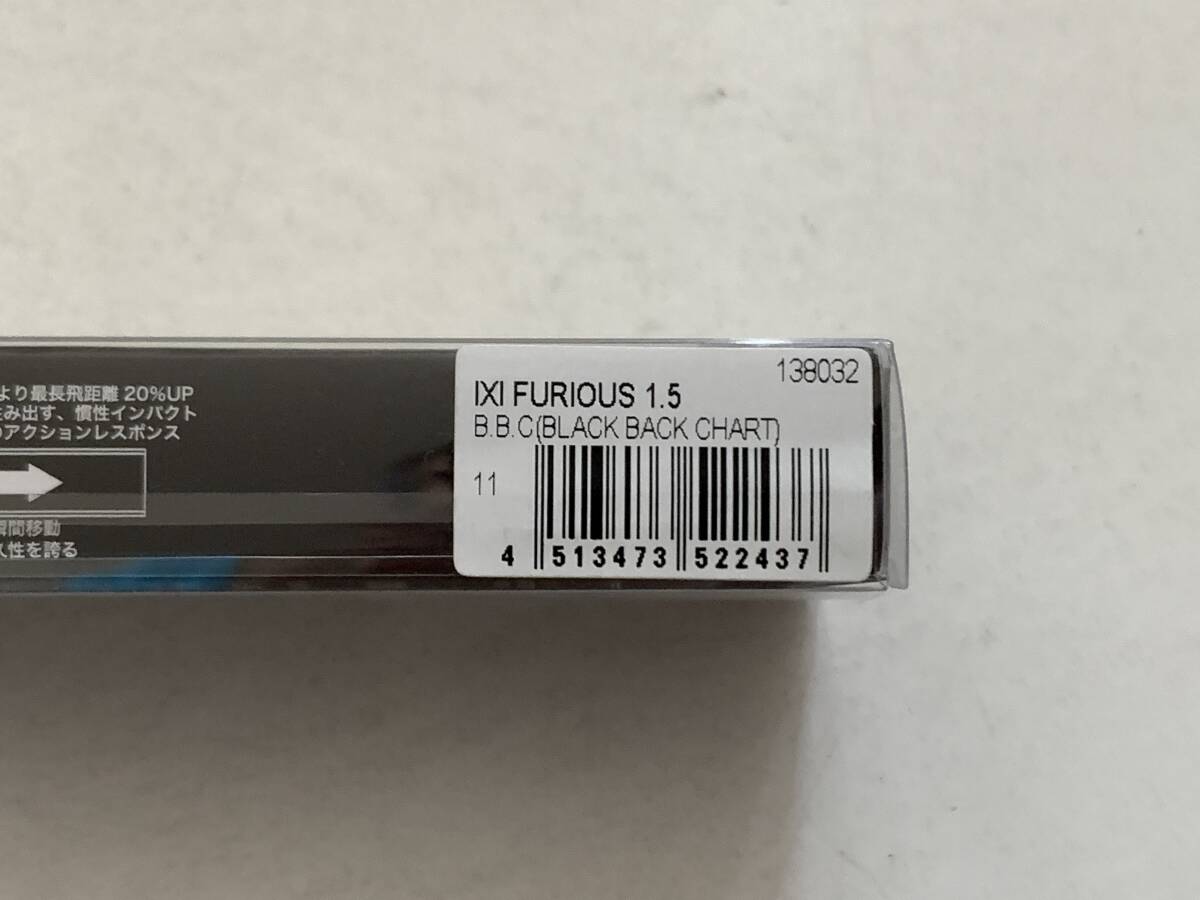 より最長飛距離 20%UP
み出す、慣性インパクト
アクションレスポンス
瞬間移動
性を誇る
138032
IXI FURIOUS 1.5
B.B.C(BLACK BACK CHART)
11
4 513473 522437